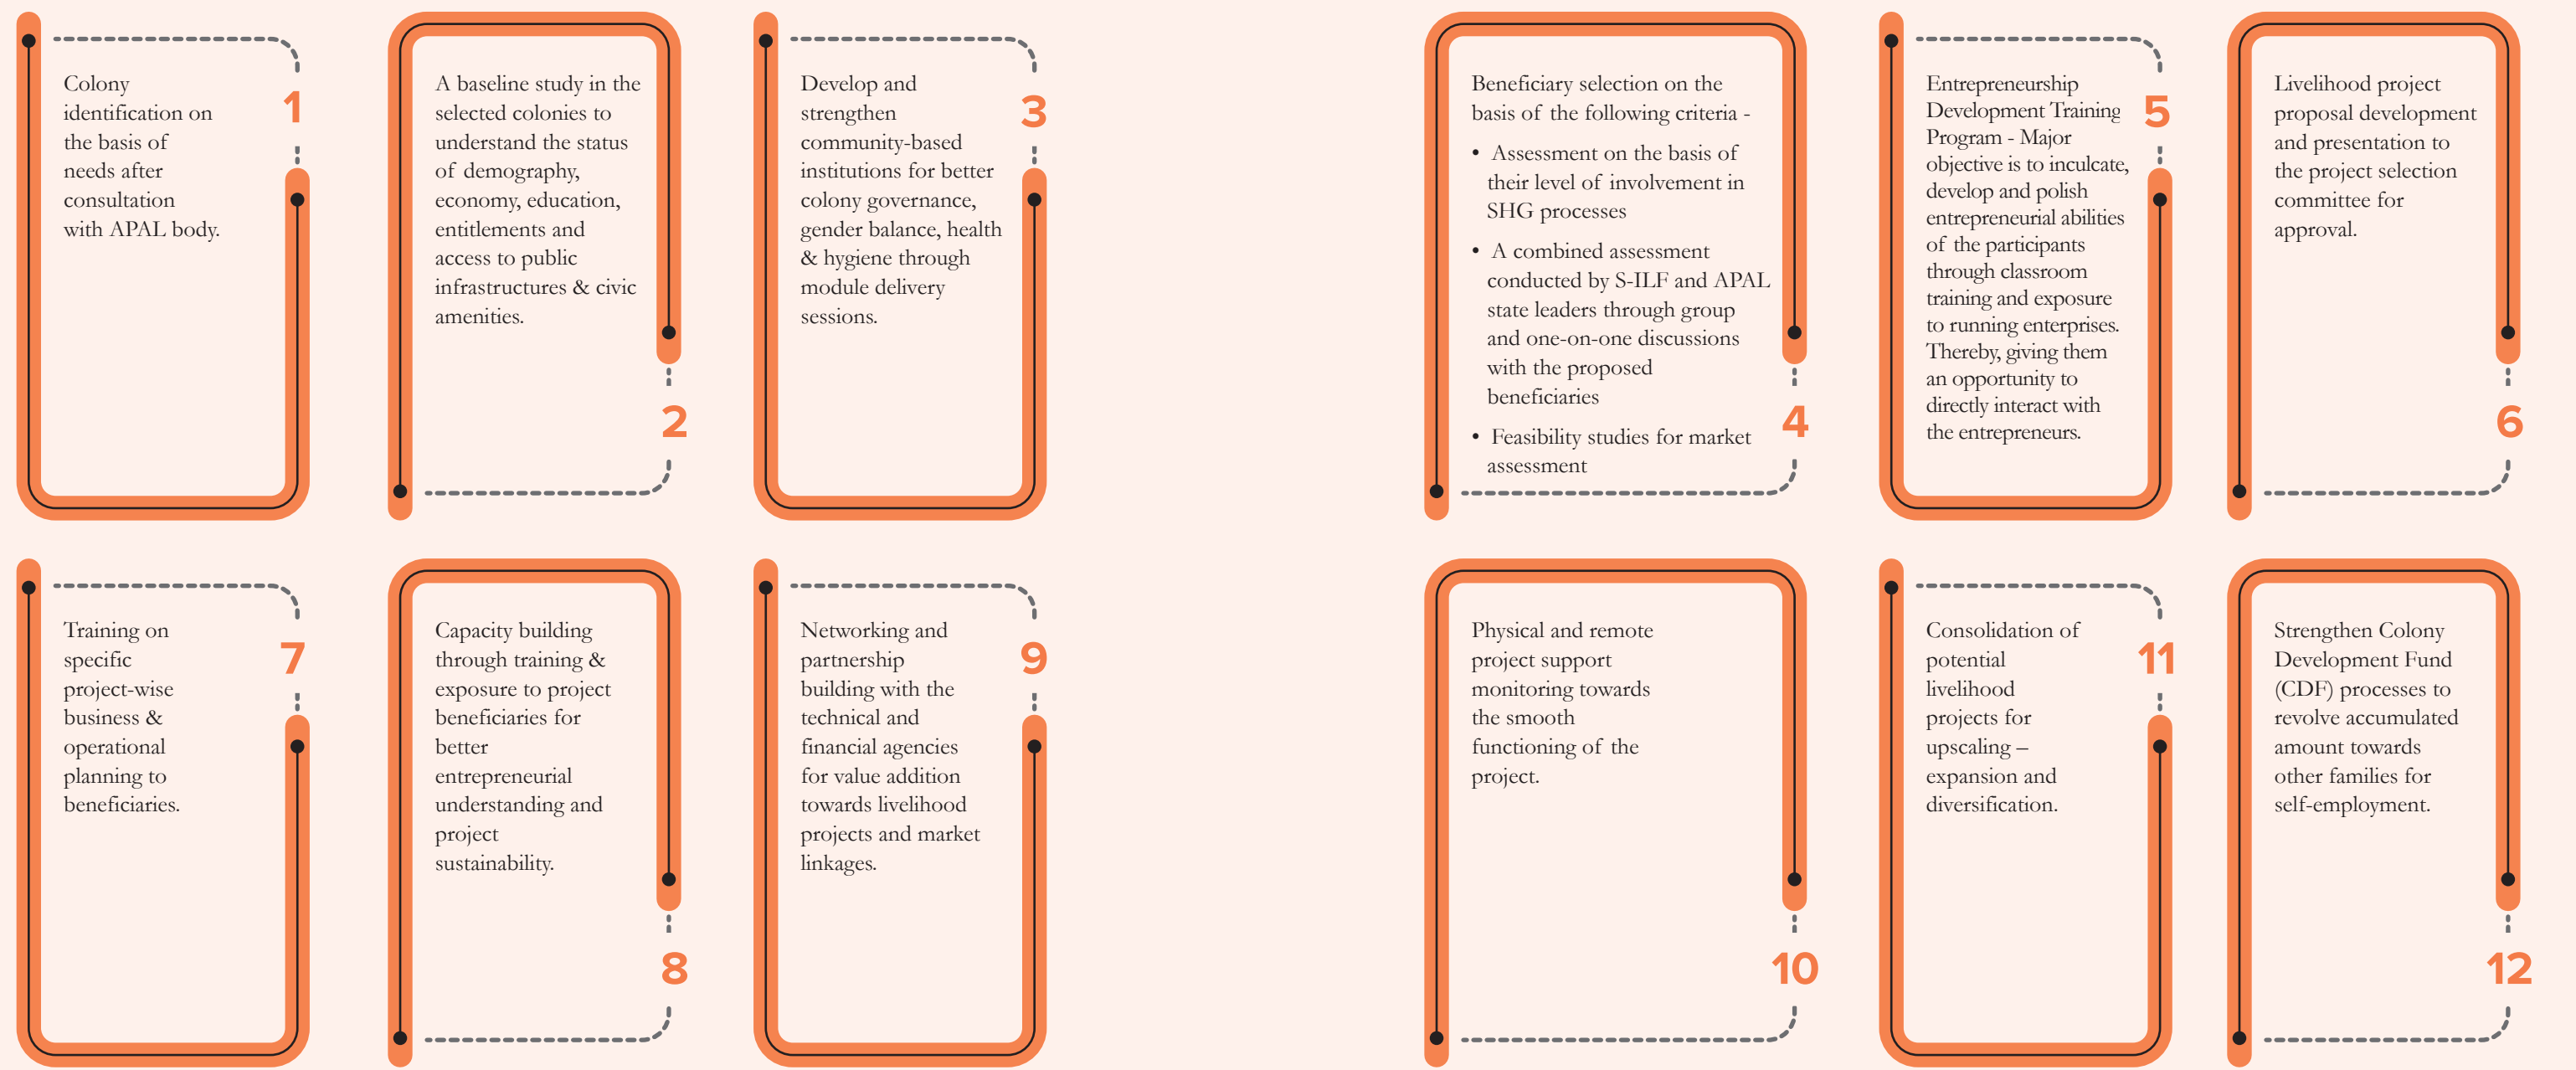 Colony
identification on
the basis of
needs after
consultation
with APAL body.
1
A baseline study in the
selected colonies to
understand the status
of demography,
economy, education,
entitlements and
access to public
infrastructures & civic
amenities.
2
Develop and
strengthen
community-based
institutions for better
colony governance,
gender balance, health
& hygiene through
module delivery
sessions.
3
Beneficiary selection on the
basis of the following criteria -
• Assessment on the basis of
their level of involvement in
SHG processes
• A combined assessment
conducted by S-ILF and APAL
state leaders through group
and one-on-one discussions
with the proposed
beneficiaries
• Feasibility studies for market
assessment
4
Entrepreneurship
Development Training
Program - Major
objective is to inculcate,
develop and polish
entrepreneurial abilities
of the participants
through classroom
training and exposure
to running enterprises.
Thereby, giving them
an opportunity to
directly interact with
the entrepreneurs.
5
Livelihood project
proposal development
and presentation to
the project selection
committee for
approval.
6
Training on
specific
project-wise
business &
operational
planning to
beneficiaries.
7
Capacity building
through training &
exposure to project
beneficiaries for
better
entrepreneurial
understanding and
project
sustainability.
8
Networking and
partnership
building with the
technical and
financial agencies
for value addition
towards livelihood
projects and market
linkages.
9
Physical and remote
project support
monitoring towards
the smooth
functioning of the
project.
10
Consolidation of
potential
livelihood
projects for
upscaling –
expansion and
diversification.
11
Strengthen Colony
Development Fund
(CDF) processes to
revolve accumulated
amount towards
other families for
self-employment.
12